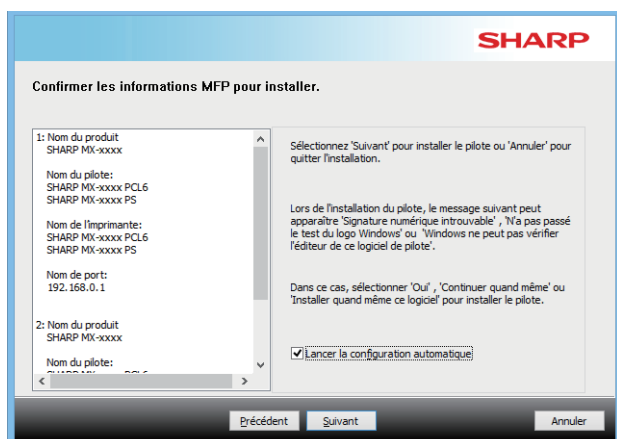 SHARP
Confirmer les informations MFP pour installer.
1: Nom du produit
SHARP MX-xxxx
Nom du pilote:
SHARP MX-xxxx PCL6
SHARP MX-xxxx PS
Nom de l'imprimante:
SHARP MX-xxxx PCL6
SHARP MX-xxxx PS
Nom de port:
192.168.0.1
2: Nom du produit
SHARP MX-xxxx
Nom du pilote:
Sélectionnez 'Suivant' pour installer le pilote ou 'Annuler' pour
quitter l'installation.
Lors de l'installation du pilote, le message suivant peut
apparaître 'Signature numérique introuvable' , 'N'a pas passé
le test du logo Windows' ou 'Windows ne peut pas vérifier
l'éditeur de ce logiciel de pilote'.
Dans ce cas, sélectionner 'Oui' , 'Continuer quand même' ou
'Installer quand même ce logiciel' pour installer le pilote.
Lancer la configuration automatique
Précédent
Suivant
Annuler